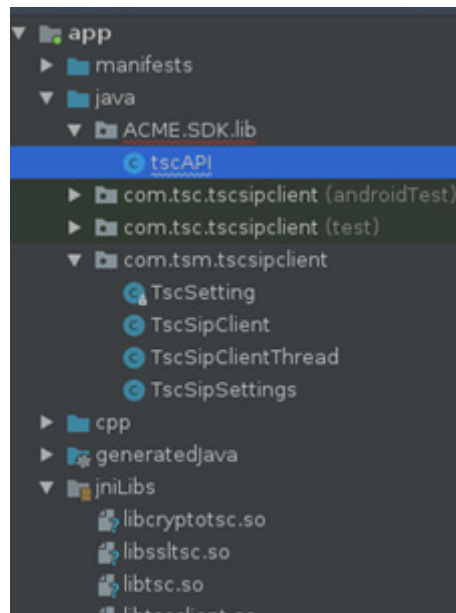 app
manifests
java
ACME.SDK.lib
tscAPI
com.tsc.tscsipclient (androidTest)
com.tsc.tscsipclient (test)
com.tsm.tscsipclient
TscSetting
TscSipClient
TscSipClientThread
TscSipSettings
cpp
generatedJava
jniLibs
libcryptotsc.so
libssltsc.so
libtsc.so